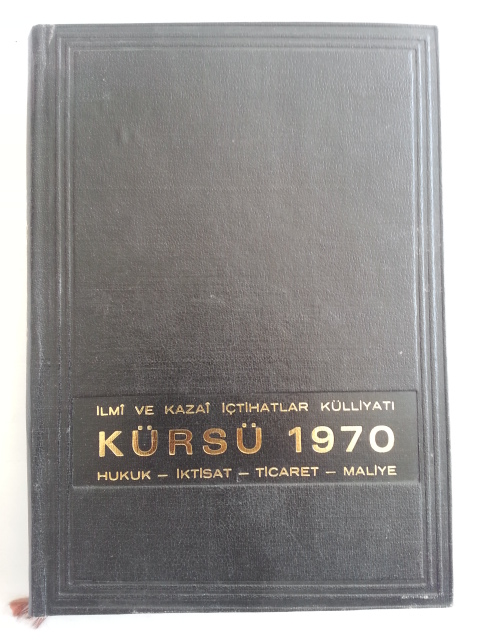 İLMÎ VE KAZAÎ İÇTİHATLAR KÜLLİYATI
KÜRSÜ 1970
HUKUK – İKTİSAT – TİCARET – MALİYE